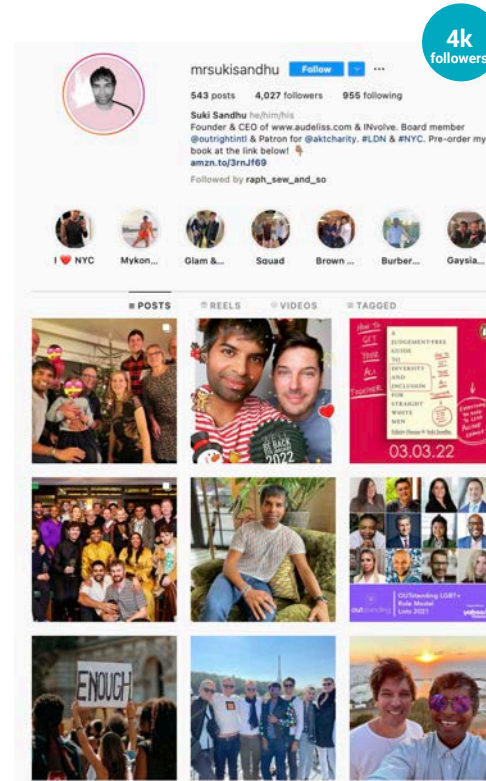 4k
followers
mrsukisandhu Follow ...
543 posts 4,027 followers 955 following
Suki Sandhu he/him/his
Founder & CEO of www.audeliss.com & INvolve. Board member
@outrightintl & Patron for @aktcharity. #LDN & #NYC. Pre-order my
book at the link below!
amzn.to/3rnJf69
Followed by raph_sew_and_so
I ❤️ NYC Mykon... Glam &... Squad Brown ... Burber... Gaysia...
POSTS REELS VIDEOS TAGGED
HOW TO
GET
YOUR
ACT
TOGETHER
A
JUDGEMENT-FREE
GUIDE
TO
DIVERSITY
AND
INCLUSION
FOR
STRAIGHT
WHITE
MEN
03.03.22
BE BACK
2022
OUTstanding LGBT+
Role Model
Lists 2021
outstanding
yahoo!
ENOUGH